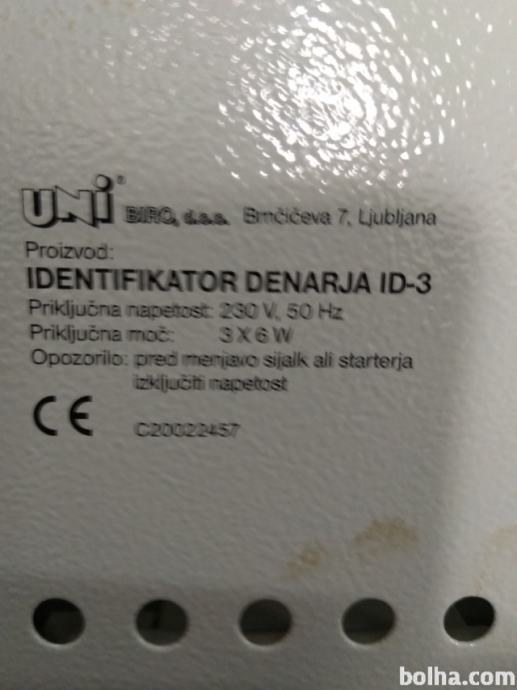 UNi® BIRO, d.o.o. Brnčičeva 7, Ljubljana
Proizvod:
IDENTIFIKATOR DENARJA ID-3
Priključna napetost: 230 V, 50 Hz
Priključna moč: 3 X 6 W
Opozorilo: pred menjavo sijalk ali starterja
izključiti napetost
CE C20022457
bolha.com